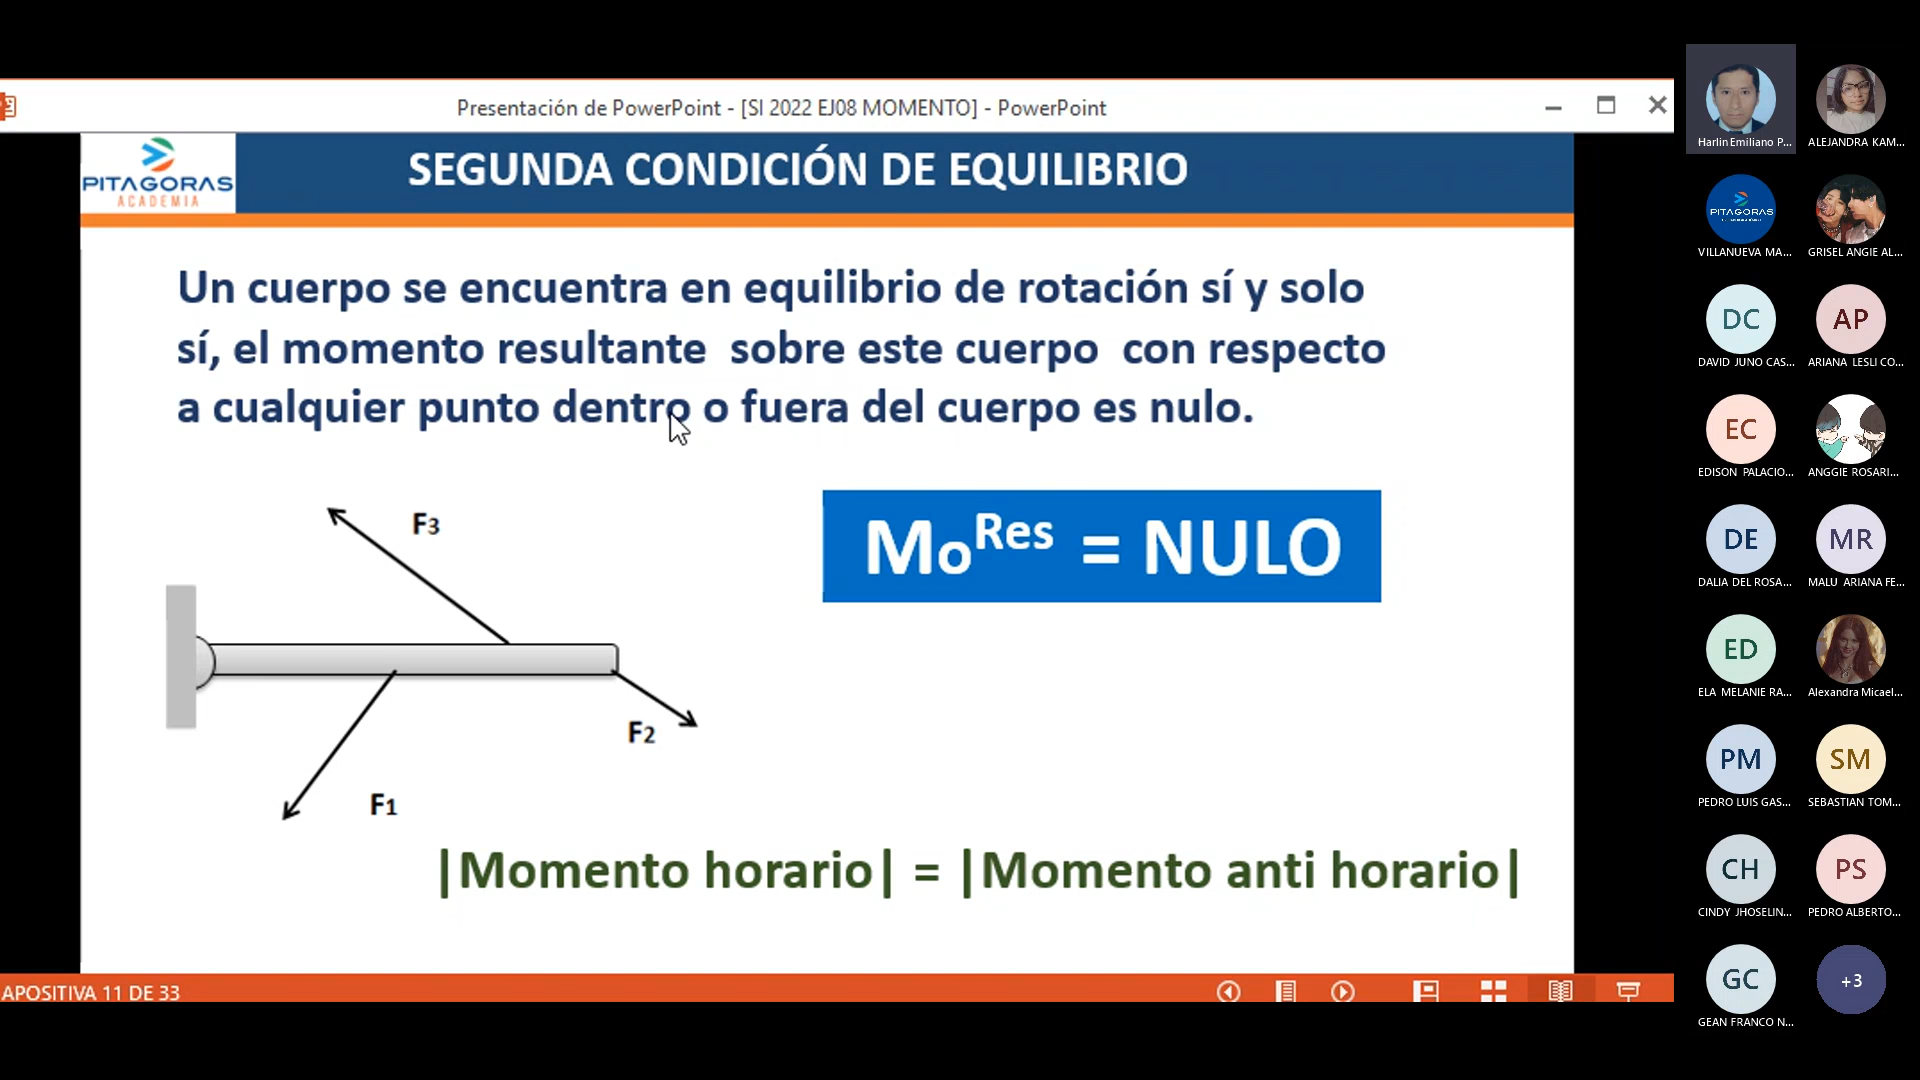 Presentación de PowerPoint - [SI 2022 EJ08 MOMENTO] - PowerPoint
PITAGORAS
ACADEMIA
SEGUNDA CONDICIÓN DE EQUILIBRIO
Un cuerpo se encuentra en equilibrio de rotación sí y solo
sí, el momento resultante sobre este cuerpo con respecto
a cualquier punto dentro o fuera del cuerpo es nulo.
F3
Mo^Res = NULO
F2
F1
|Momento horario| = |Momento anti horario|
APOSITIVA 11 DE 33
Harlin Emiliano P...
ALEJANDRA KAM...
PITAGORAS
VILLANUEVA MA...
GRISEL ANGIE AL...
DC
AP
DAVID JUNO CAS...
ARIANA LESLI CO...
EC
EDISON PALACIO...
ANGGIE ROSARI...
DE
MR
DALIA DEL ROSA...
MALU ARIANA FE...
ED
ELA MELANIE RA...
Alexandra Micael...
PM
SM
PEDRO LUIS GAS...
SEBASTIAN TOM...
CH
PS
CINDY JHOSELIN...
PEDRO ALBERTO...
GC
+3
GEAN FRANCO N...